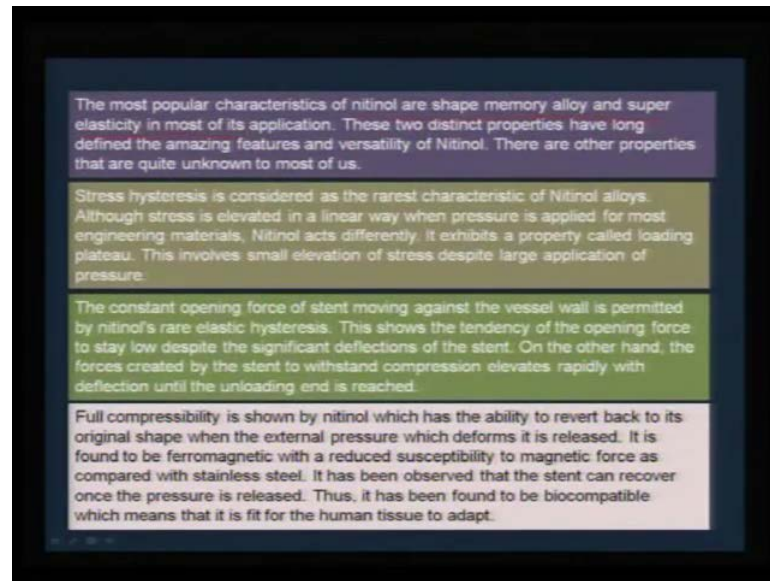 The most popular characteristics of nitinol are shape memory alloy and super
elasticity in most of its application. These two distinct properties have long
defined the amazing features and versatility of Nitinol. There are other properties
that are quite unknown to most of us.
Stress hysteresis is considered as the rarest characteristic of Nitinol alloys.
Although stress is elevated in a linear way when pressure is applied for most
engineering materials, Nitinol acts differently. It exhibits a property called loading
plateau. This involves small elevation of stress despite large application of
pressure.
The constant opening force of stent moving against the vessel wall is permitted
by nitinol's rare elastic hysteresis. This shows the tendency of the opening force
to stay low despite the significant deflections of the stent. On the other hand, the
forces created by the stent to withstand compression elevates rapidly with
deflection until the unloading end is reached.
Full compressibility is shown by nitinol which has the ability to revert back to its
original shape when the external pressure which deforms it is released. It is
found to be ferromagnetic with a reduced susceptibility to magnetic force as
compared with stainless steel. It has been observed that the stent can recover
once the pressure is released. Thus, it has been found to be biocompatible
which means that it is fit for the human tissue to adapt.